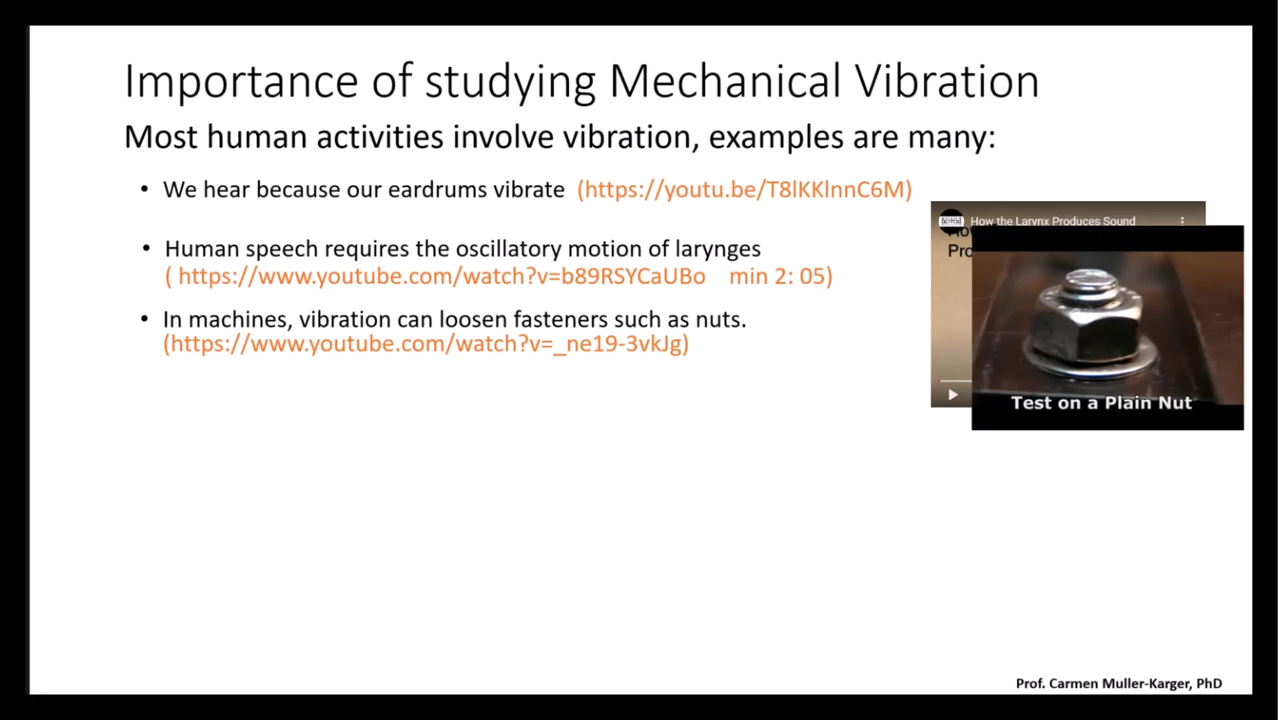 Importance of studying Mechanical Vibration
Most human activities involve vibration, examples are many:
• We hear because our eardrums vibrate (https://youtu.be/T8lKKlnnC6M)
• Human speech requires the oscillatory motion of larynges
( https://www.youtube.com/watch?v=b89RSYCaUBo min 2: 05)
• In machines, vibration can loosen fasteners such as nuts.
(https://www.youtube.com/watch?v=_ne19-3vkJg)
How the Larynx Produces Sound
Test on a Plain Nut
Prof. Carmen Muller-Karger, PhD